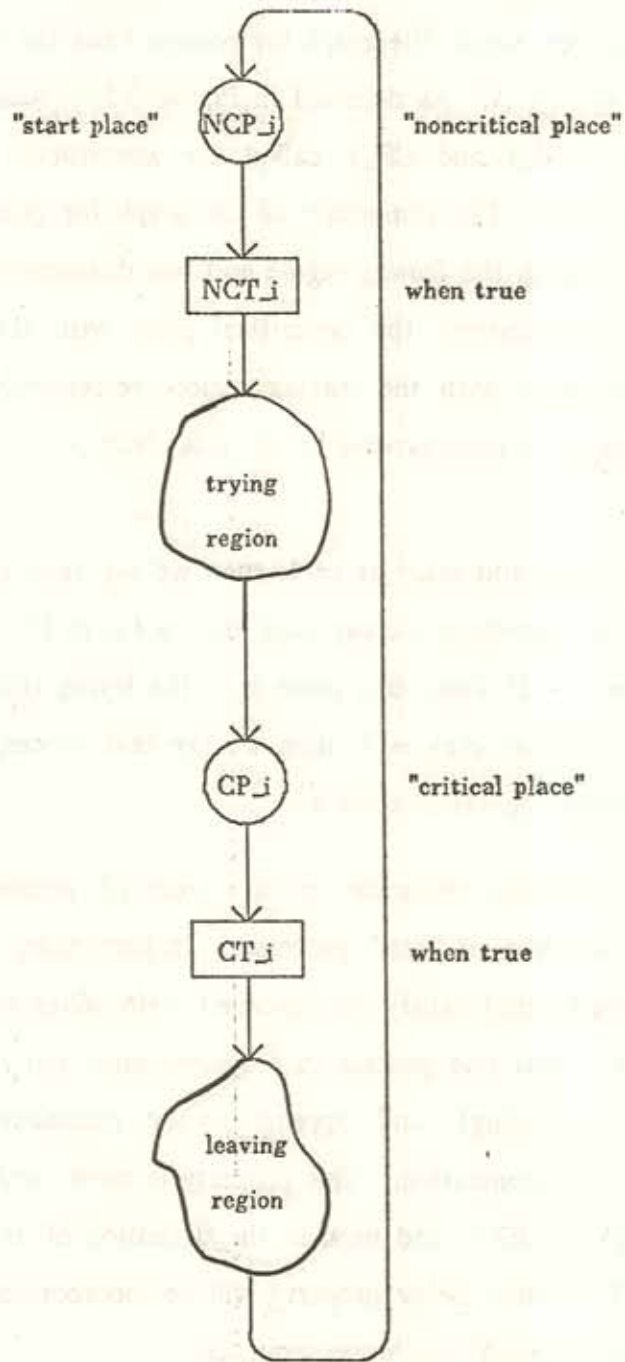 "start place" NCP_i "noncritical place"
NCT_i when true
trying
region
CP_i "critical place"
CT_i when true
leaving
region